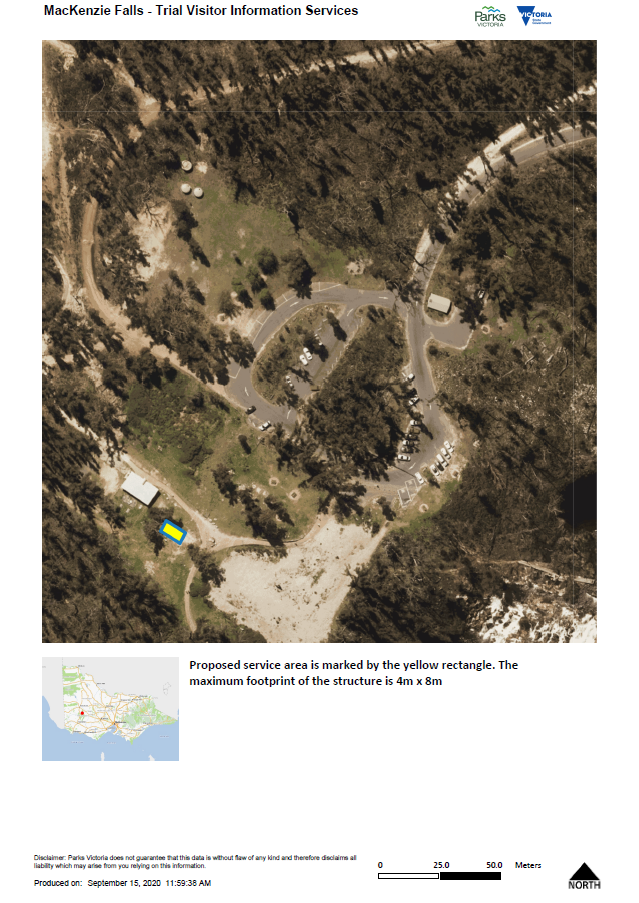 MacKenzie Falls - Trial Visitor Information Services
Parks
VICTORIA
VICTORIA
State
Government
Proposed service area is marked by the yellow rectangle. The
maximum footprint of the structure is 4m x 8m
Disclaimer: Parks Victoria does not guarantee that this data is without flaw of any kind and therefore disclaims all
liability which may arise from you relying on this information.
Produced on: September 15, 2020 11:59:38 AM
0 25.0 50.0 Meters
NORTH